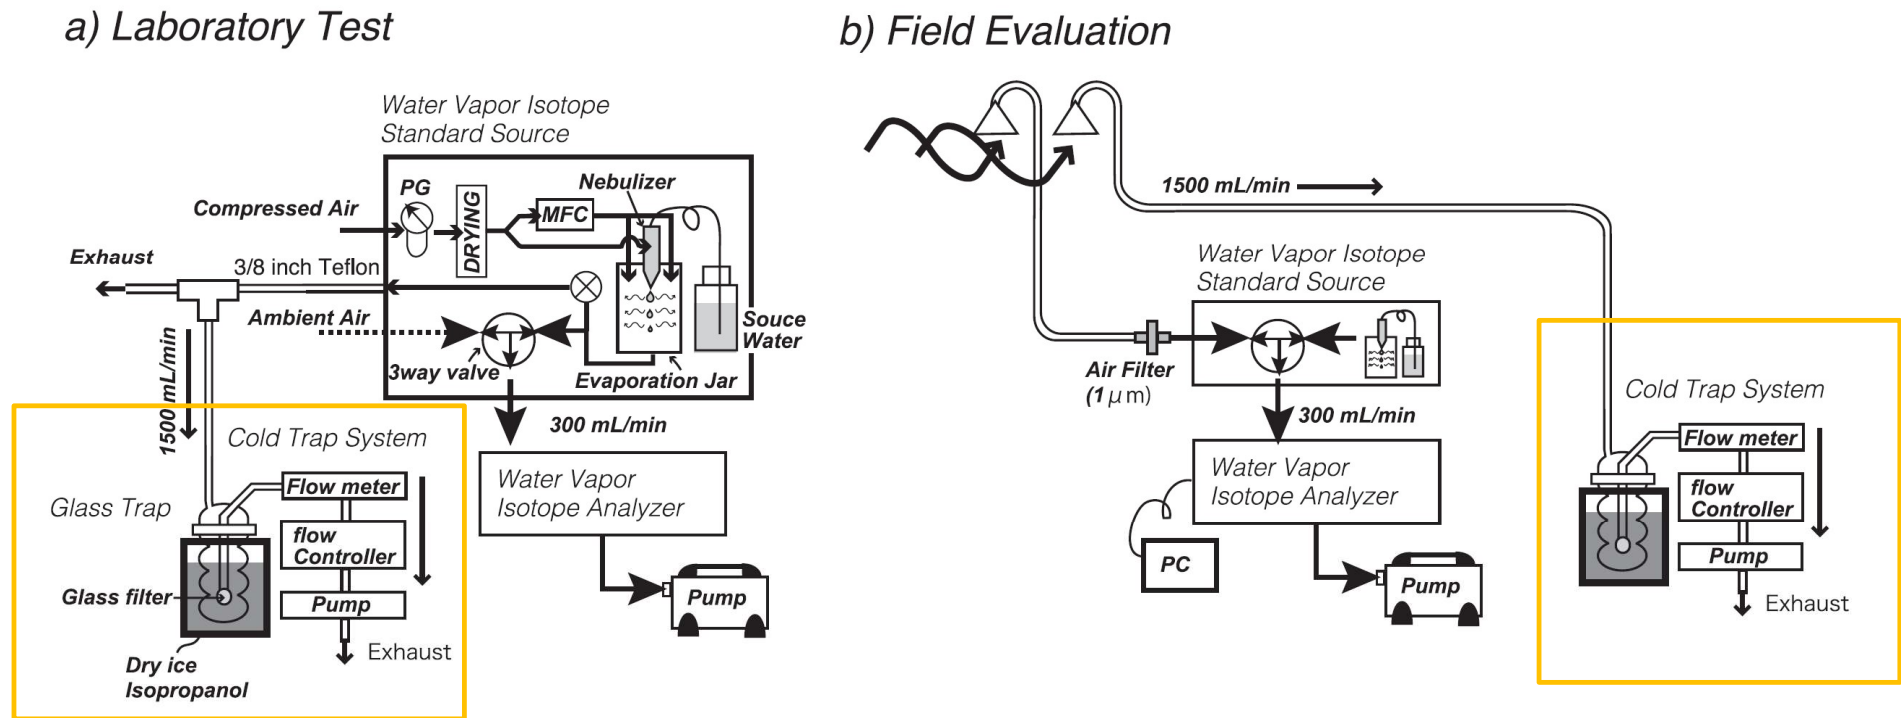 a) Laboratory Test
Water Vapor Isotope
Standard Source
PG
Nebulizer
Compressed Air
DRYING
MFC
Exhaust
3/8 inch Teflon
Ambient Air
3way valve
Souce
Water
Evaporation Jar
1500 mL/min
300 mL/min
Cold Trap System
Glass Trap
Flow meter
flow
Controller
Pump
Exhaust
Glass filter
Dry ice
Isopropanol
Water Vapor
Isotope Analyzer
Pump
b) Field Evaluation
1500 mL/min
Water Vapor Isotope
Standard Source
Air Filter
(1 μm)
300 mL/min
Water Vapor
Isotope Analyzer
PC
Pump
Cold Trap System
Flow meter
flow
Controller
Pump
Exhaust